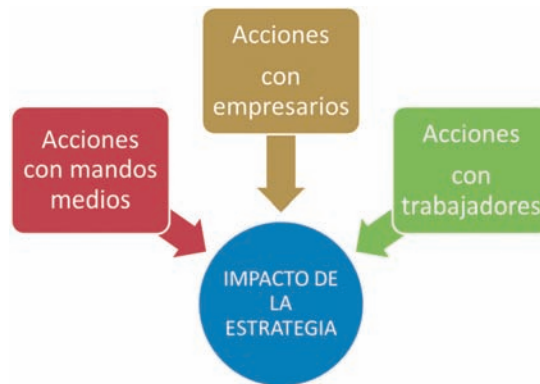 Acciones
con
empresarios
Acciones
con mandos
medios
Acciones
con
trabajadores
IMPACTO DE
LA
ESTRATEGIA